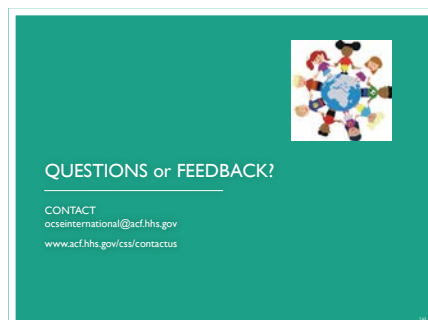 QUESTIONS or FEEDBACK?
CONTACT
ocseinternational@acf.hhs.gov
www.acf.hhs.gov/css/contactus